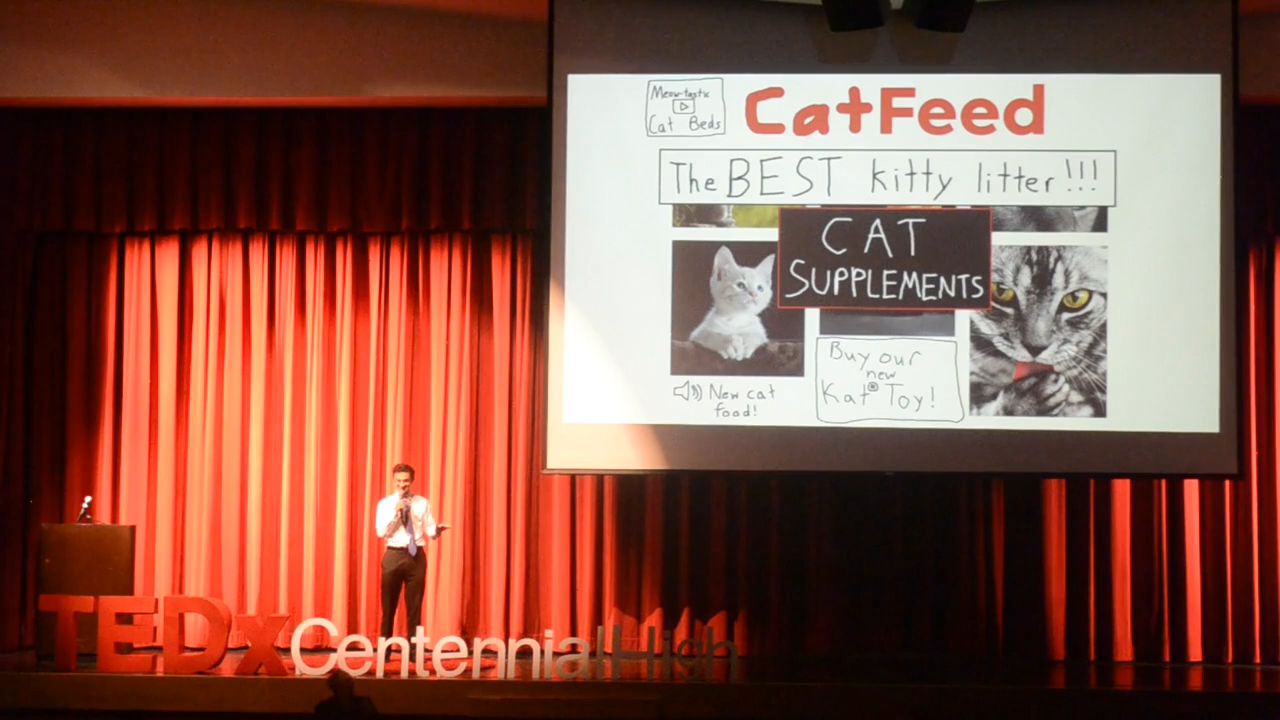 Meow-tastic
Cat Beds
CatFeed
The BEST kitty litter!!!
CAT
SUPPLEMENTS
Buy our
new
Kat® Toy!
New cat
food!
TEDxCentennialHigh